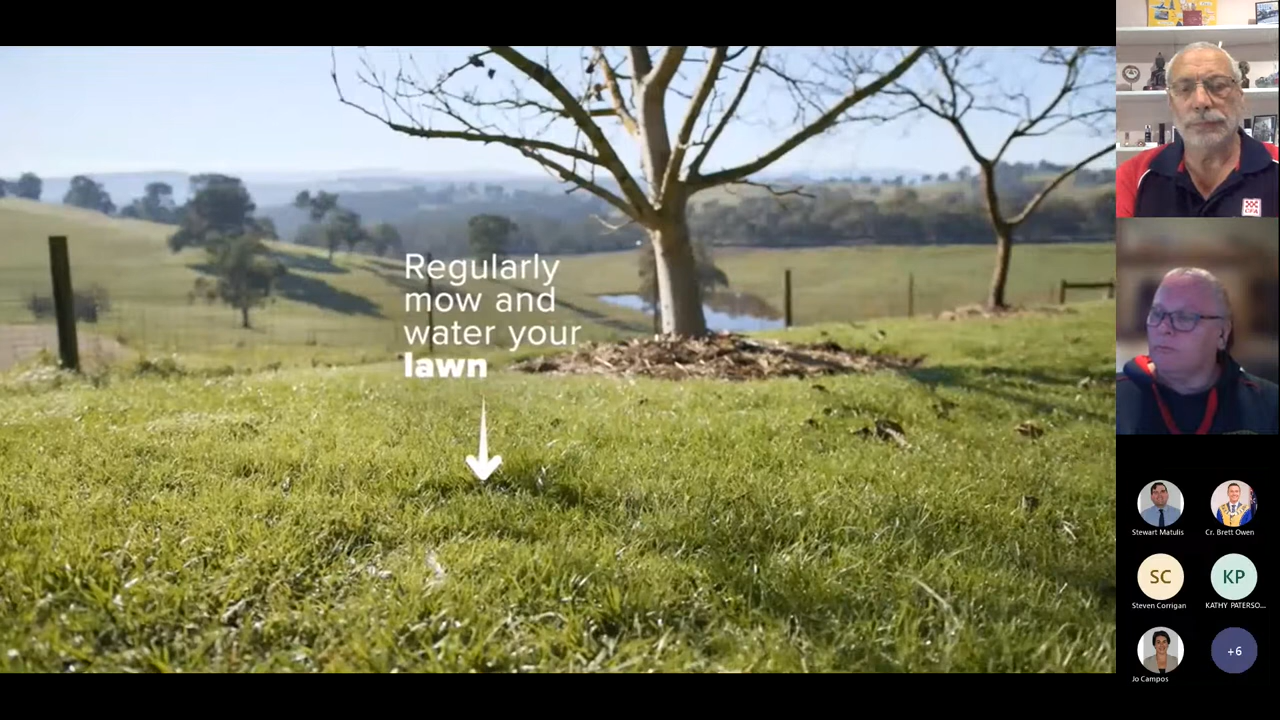 Regularly
mow and
water your
lawn
CFA
Stewart Matulis
Cr. Brett Owen
SC
KP
Steven Corrigan
KATHY PATERSO...
Jo Campos
+6